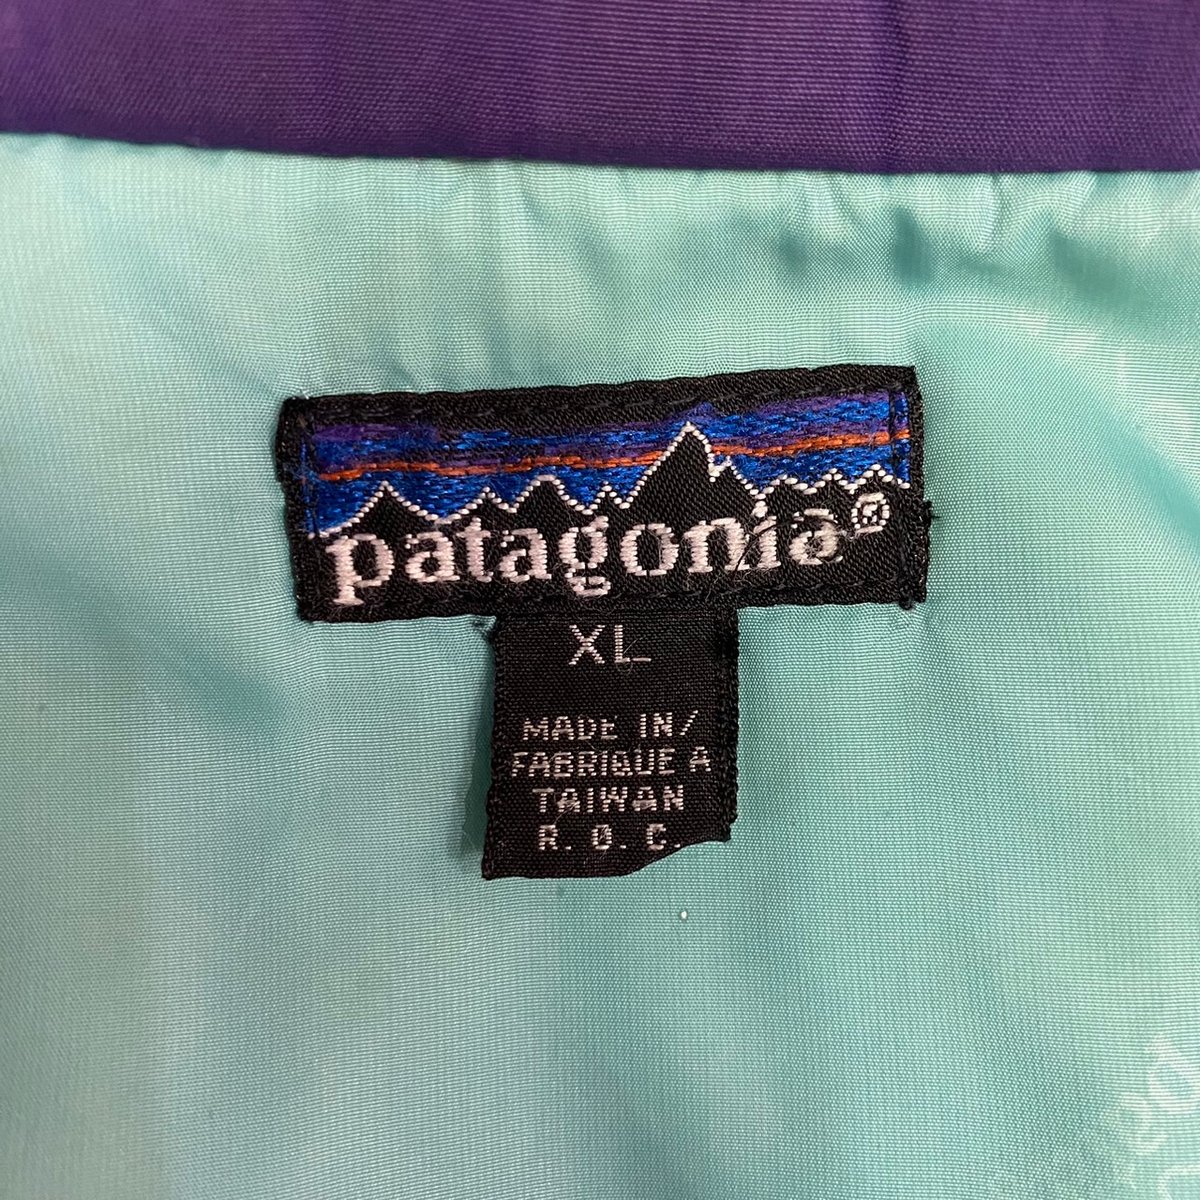 patagonia®
XL
MADE IN/
FABRIQUE A
TAIWAN
R.O.C.